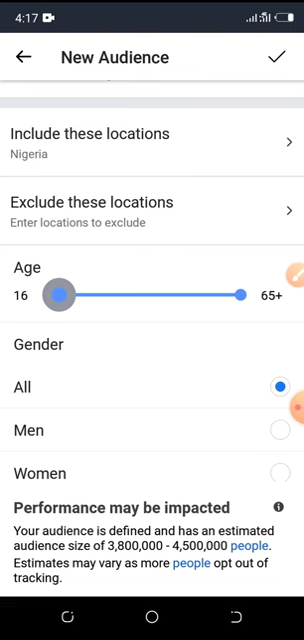 4:17
New Audience
Include these locations
Nigeria
Exclude these locations
Enter locations to exclude
Age
16
65+
Gender
All
Men
Women
Performance may be impacted
Your audience is defined and has an estimated
audience size of 3,800,000 - 4,500,000 people.
Estimates may vary as more people opt out of
tracking.